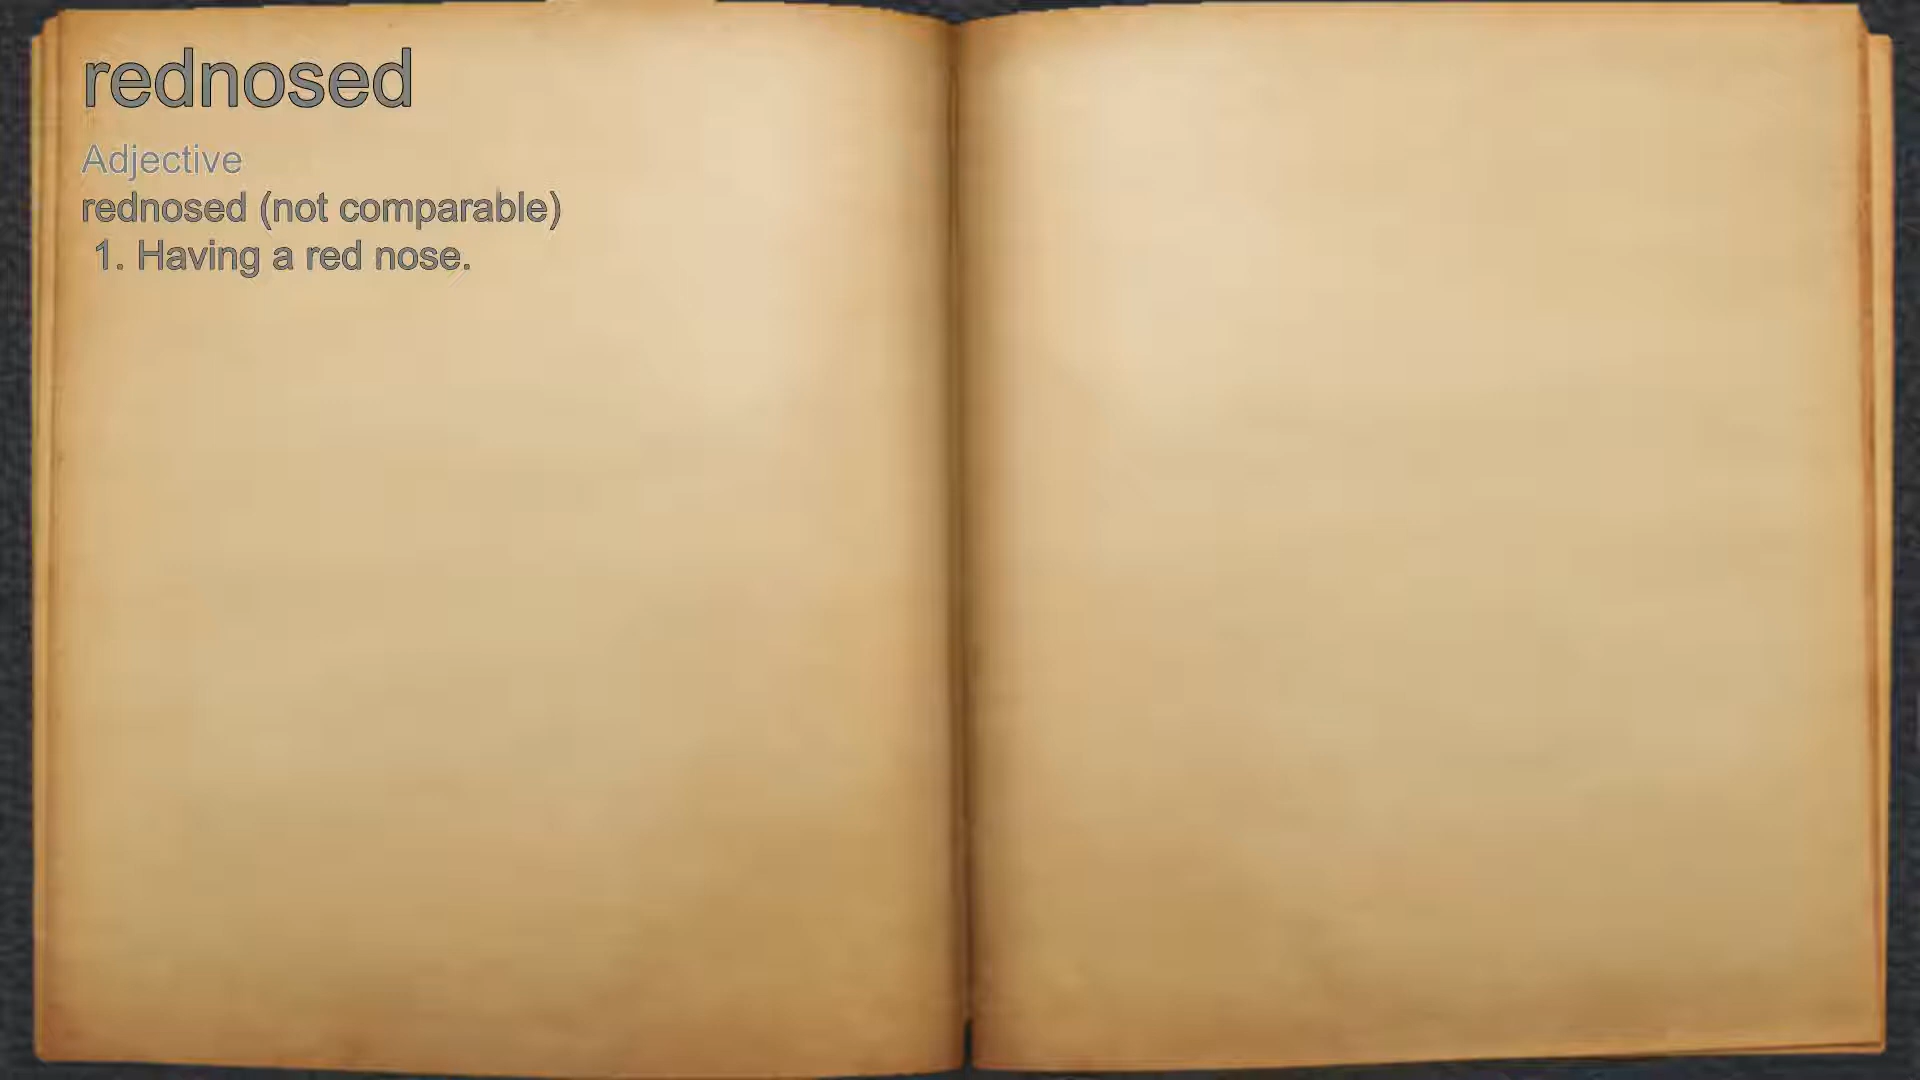 rednosed
Adjective
rednosed (not comparable)
1. Having a red nose.